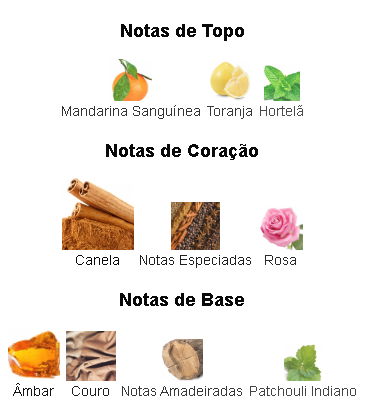 Notas de Topo
Mandarina Sanguínea Toranja Hortelã
Notas de Coração
Canela Notas Especiadas Rosa
Notas de Base
Âmbar Couro Notas Amadeiradas Patchouli Indiano